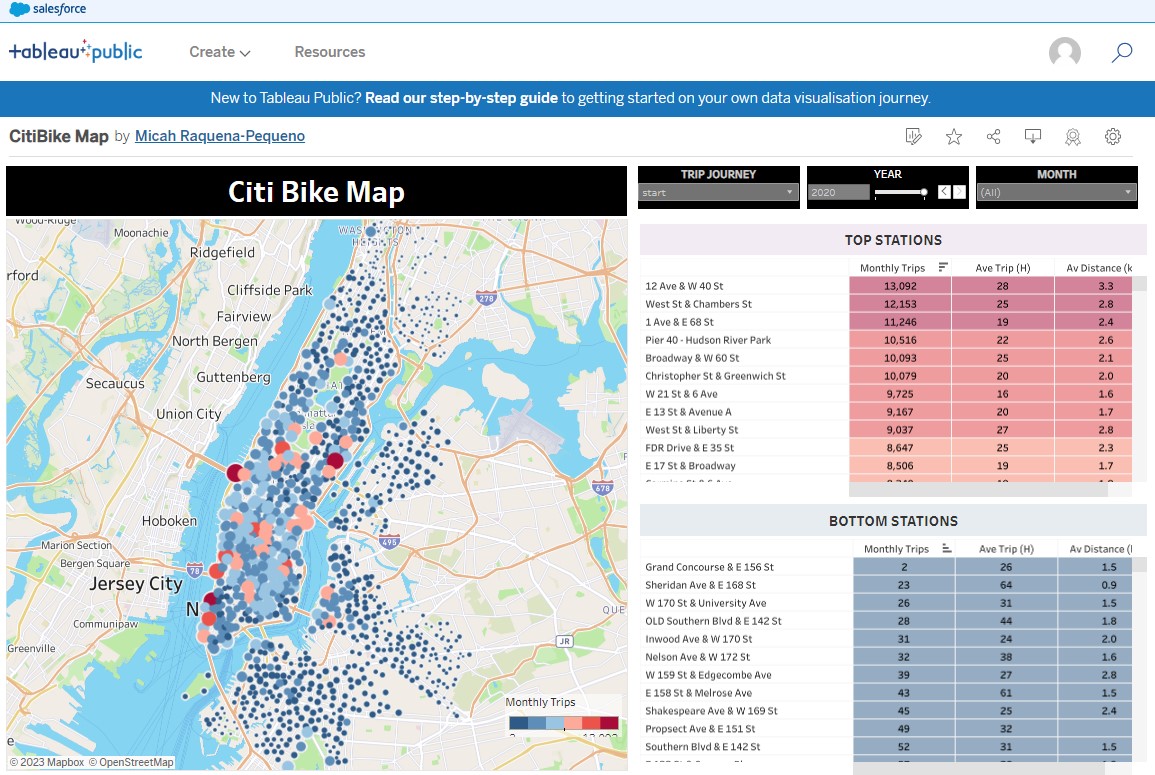 salesforce
tableau public
Create
Resources
New to Tableau Public? Read our step-by-step guide to getting started on your own data visualisation journey.
CitiBike Map by Micah Raquena-Pequeno
Citi Bike Map
TRIP JOURNEY
start
YEAR
2020
MONTH
(All)
Wood-Ridge
Moonachie
Ridgefield
rford
Cliffside Park
Fairview
North Bergen
Guttenberg
Secaucus
Union City
Hoboken
Marion Section
Bergen Square
Jersey City
N
Communipaw
Greenville
WASHINGTON
HEIGHTS
278
678
495
78
QUE
JR
e
Monthly Trips
© 2023 Mapbox © OpenStreetMap
TOP STATIONS
Monthly Trips Ave Trip (H) Av Distance (k
12 Ave & W 40 St 13,092 28 3.3
West St & Chambers St 12,153 25 2.8
1 Ave & E 68 St 11,246 19 2.4
Pier 40 - Hudson River Park 10,516 22 2.6
Broadway & W 60 St 10,093 25 2.1
Christopher St & Greenwich St 10,079 20 2.0
W 21 St & 6 Ave 9,725 16 1.6
E 13 St & Avenue A 9,167 20 1.7
West St & Liberty St 9,037 27 2.8
FDR Drive & E 35 St 8,647 25 2.3
E 17 St & Broadway 8,506 19 1.7
BOTTOM STATIONS
Monthly Trips Ave Trip (H) Av Distance (l
Grand Concourse & E 156 St 2 26 1.5
Sheridan Ave & E 168 St 23 64 0.9
W 170 St & University Ave 26 31 1.5
OLD Southern Blvd & E 142 St 28 44 1.8
Inwood Ave & W 170 St 31 24 2.0
Nelson Ave & W 172 St 32 38 1.6
W 159 St & Edgecombe Ave 39 27 2.8
E 158 St & Melrose Ave 43 61 1.5
Shakespeare Ave & W 169 St 45 25 2.4
Propsect Ave & E 151 St 49 32
Southern Blvd & E 142 St 52 31 1.5